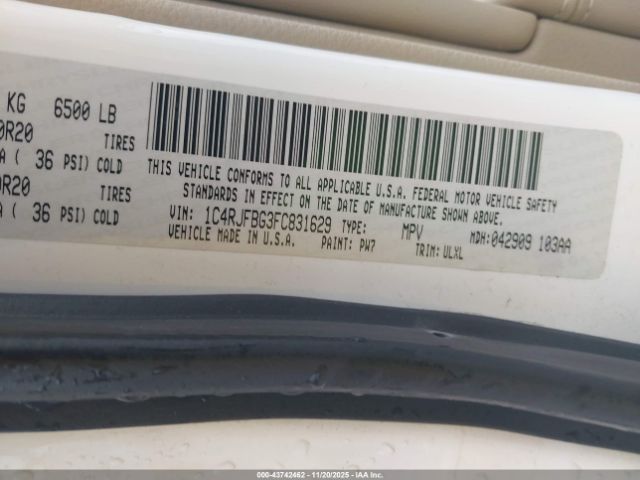 KG 6500 LB
0R20 TIRES
A ( 36 PSI) COLD
0R20 TIRES
A ( 36 PSI) COLD
THIS VEHICLE CONFORMS TO ALL APPLICABLE U.S.A. FEDERAL MOTOR VEHICLE SAFETY
STANDARDS IN EFFECT ON THE DATE OF MANUFACTURE SHOWN ABOVE.
VIN: 1C4RJFBG3FC831629 TYPE: MPV MDH:042909 103AA
VEHICLE MADE IN U.S.A. PAINT: PW7 TRIM: ULXL
000-43742462 - 11/20/2025 - IAAI, Inc.